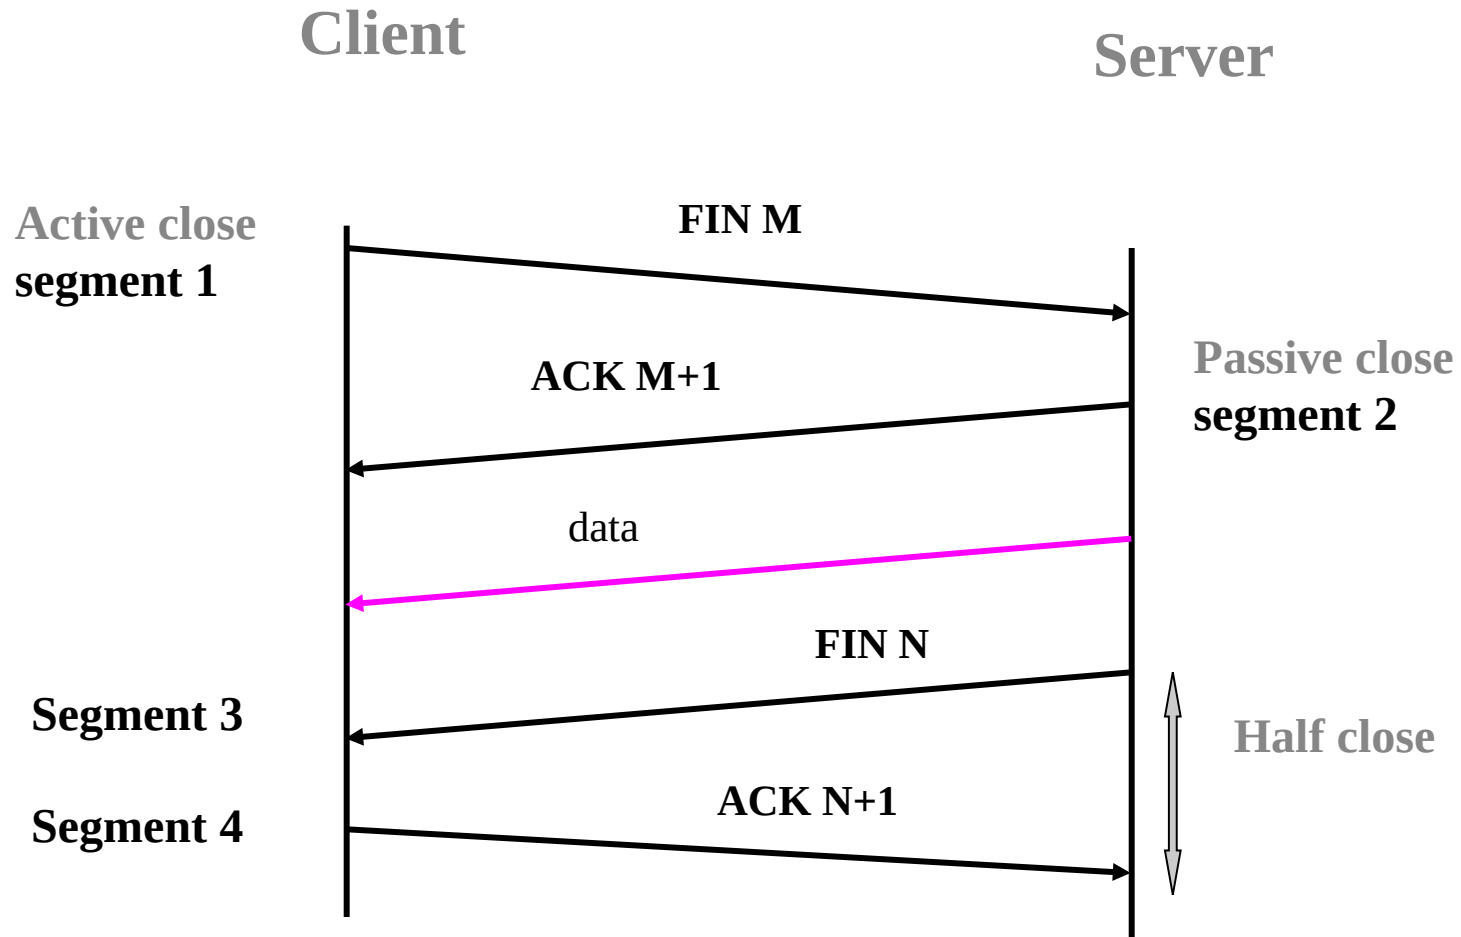 Client
Server
Active close
segment 1
FIN M
Passive close
segment 2
ACK M+1
data
FIN N
Segment 3
Half close
ACK N+1
Segment 4